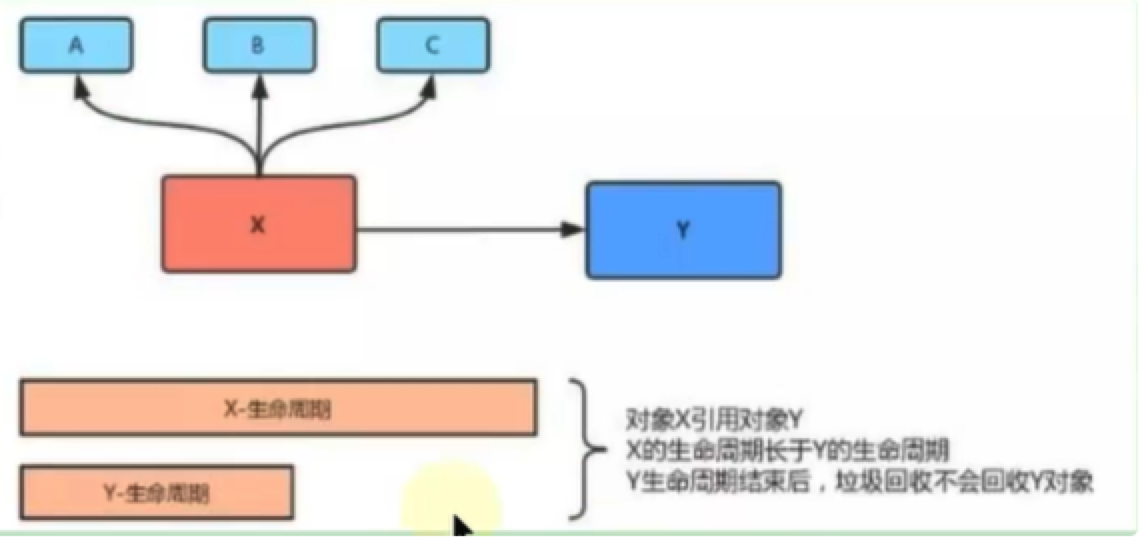 A
B
C
X
Y
X-生命周期
Y-生命周期
对象X引用对象Y
X的生命周期长于Y的生命周期
Y生命周期结束后，垃圾回收不会回收Y对象